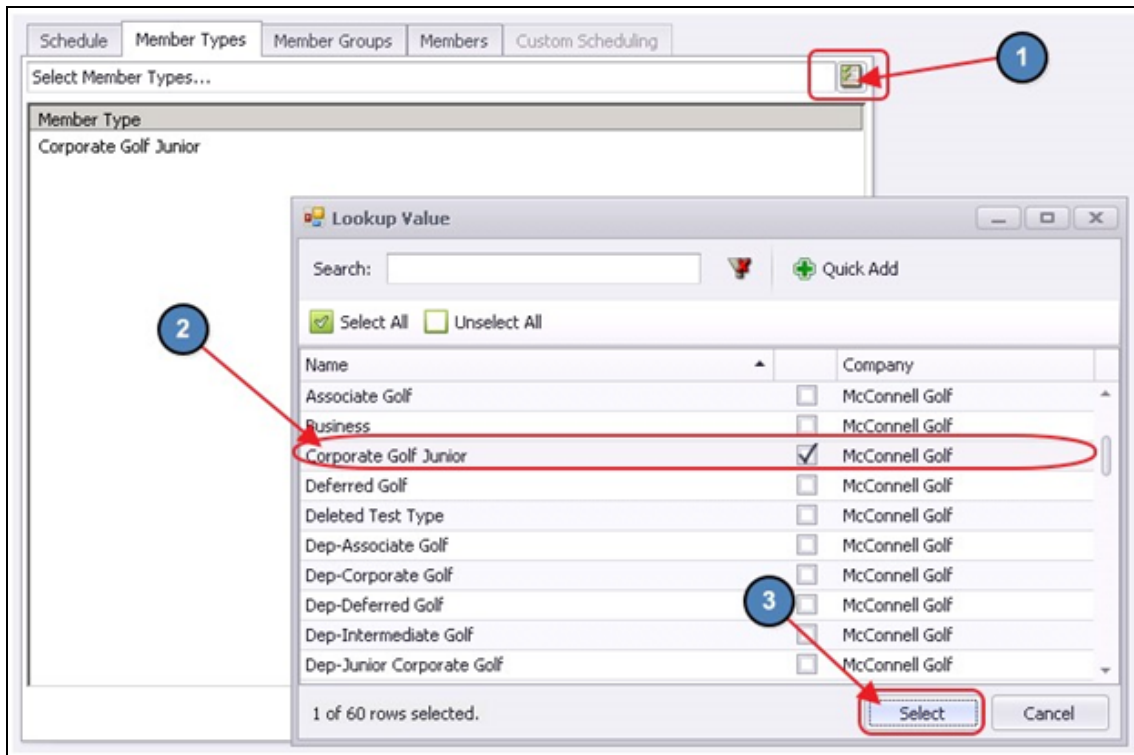 Schedule Member Types Member Groups Members Custom Scheduling
1
Select Member Types...
Member Type
Corporate Golf Junior
Lookup Value
Search: Quick Add
2
Select All Unselect All
Name Company
Associate Golf McConnell Golf
Business McConnell Golf
Corporate Golf Junior McConnell Golf
Deferred Golf McConnell Golf
Deleted Test Type McConnell Golf
Dep-Associate Golf McConnell Golf
Dep-Corporate Golf McConnell Golf
3
Dep-Deferred Golf McConnell Golf
Dep-Intermediate Golf McConnell Golf
Dep-Junior Corporate Golf McConnell Golf
1 of 60 rows selected. Select Cancel